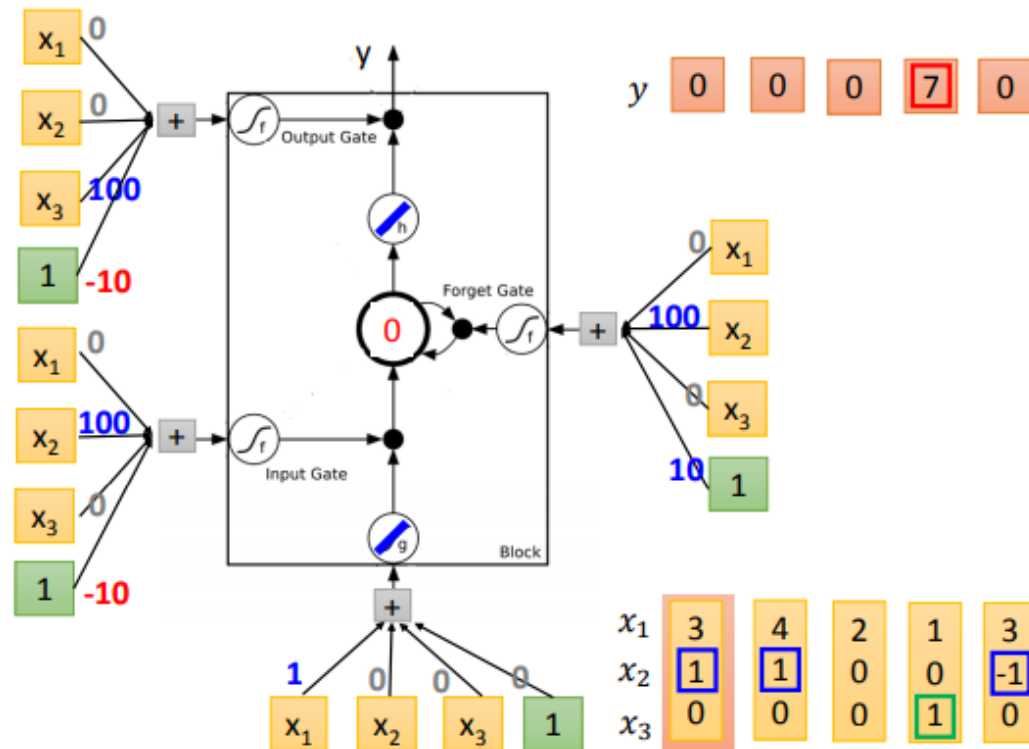 x₁ 0
x₂ 0
x₃ 100
1 -10
+
f
Output Gate
y
h
y 0 0 0 7 0
x₁ 0
x₂ 100
x₃ 0
1 -10
+
f
Input Gate
0
Forget Gate
f
+
0 x₁
100 x₂
0 x₃
10 1
g
Block
+
1 0 0 0
x₁ x₂ x₃ 1
x₁ 3 4 2 1 3
x₂ 1 1 0 0 -1
x₃ 0 0 0 1 0